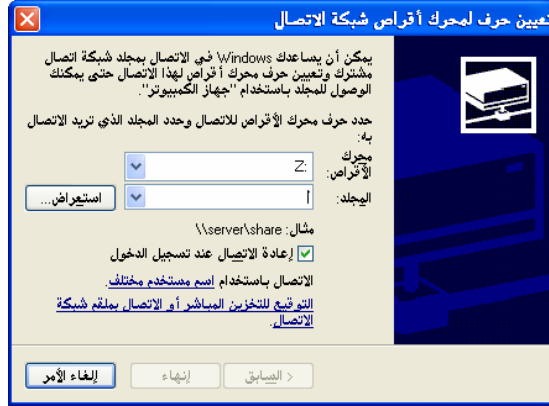 تعيين حرف لمحرك أقراص شبكة الاتصال
يمكن أن يساعدك Windows في الاتصال بمجلد شبكة اتصال
مشترك وتعيين حرف محرك أقراص لهذا الاتصال حتى يمكنك
الوصول للمجلد باستخدام "جهاز الكمبيوتر".
حدد حرف محرك الأقراص للاتصال وحدد المجلد الذي تريد الاتصال
به:
محرك
الأقراص:
Z:
المجلد:
استعراض...
مثال: \\server\share
إعادة الاتصال عند تسجيل الدخول
الاتصال باستخدام اسم مستخدم مختلف.
التوقيع للتخزين المباشر أو الاتصال بملقم شبكة
الاتصال.
< السابق
إنهاء
إلغاء الأمر